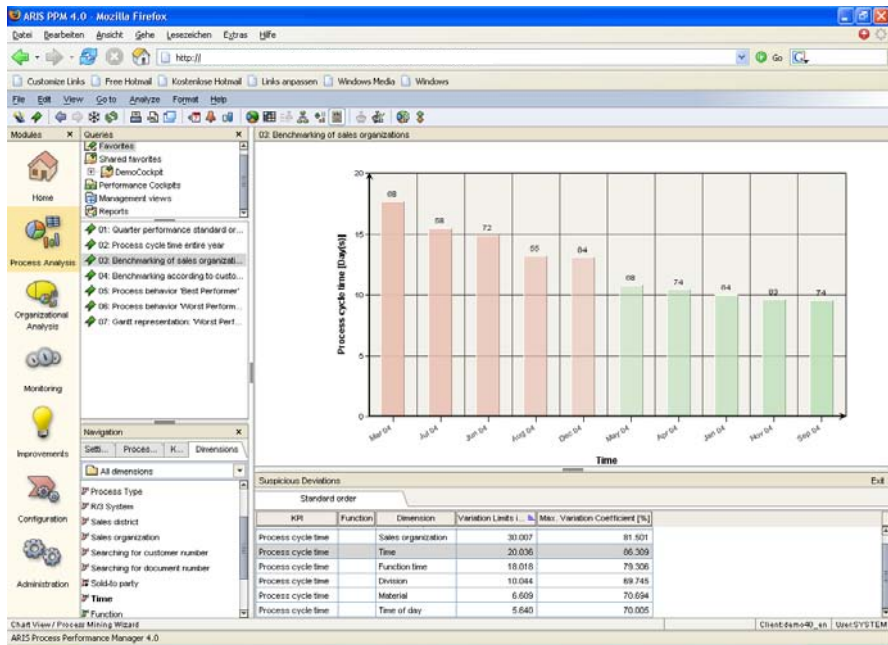 ARIS PPM 4.0 - Mozilla Firefox
Datei Bearbeiten Ansicht Gehe Lesezeichen Extras Hilfe
http:// Go
Customize Links Free Hotmail Kostenlose Hotmail Links anpassen Windows Media Windows
File Edit View Go to Analyze Format Help
Modules x Queries x 03: Benchmarking of sales organizations
Favorites
Shared favorites
DemoCockpit
Performance Cockpits
Management views
Reports
Home
Process Analysis
Organizational
Analysis
Monitoring
Improvements
Configuration
Administration
01: Quarter performance standard or...
02: Process cycle time entire year
03: Benchmarking of sales organizati...
04: Benchmarking according to custo...
05: Process behavior 'Best Performer'
06: Process behavior 'Worst Perform...
07: Gantt representation: 'Worst Perf...
Process cycle time [Day(s)]
20
15
10
5
0
68 58 72 55 64 68 74 64 83 74
Mar 04 Jul 04 Jun 04 Aug 04 Dec 04 May 04 Apr 04 Jan 04 Nov 04 Sep 04
Time
Navigation x
Setti... Proces... K... Dimensions
All dimensions
Process Type
R/3 System
Sales district
Sales organization
Searching for customer number
Searching for document number
Sold-to party
Time
Function
Suspicious Deviations Exit
Standard order
KPI Function Dimension Variation Limits i... Max. Variation Coefficient [%]
Process cycle time Sales organization 30.007 81.501
Process cycle time Time 20.036 86.309
Process cycle time Function time 18.018 79.306
Process cycle time Division 10.044 69.745
Process cycle time Material 6.609 70.694
Process cycle time Time of day 5.640 70.005
Chart View / Process Mining Wizard Client:demo40_en User:SYSTEM
ARIS Process Performance Manager 4.0